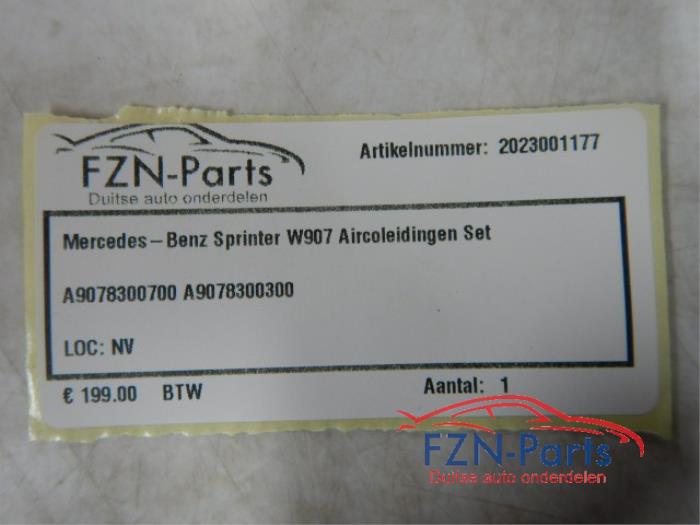 FZN-Parts
Duitse auto onderdelen
Artikelnummer: 2023001177
Mercedes-Benz Sprinter W907 Aircoleidingen Set
A9078300700 A9078300300
LOC: NV
€ 199.00 BTW
Aantal: 1
FZN-Parts
Duitse auto onderdelen